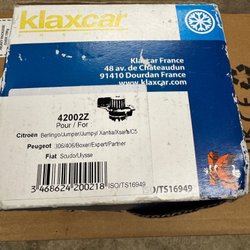 klaxcar
Klaxcar France
48 av. de Châteaudun
91410 Dourdan France
www.klaxcar.com
42002Z
Pour / For :
Citroën Berlingo/Jumper/Jumpy/ Xantia/Xsara/C5
Peugeot 306/406/Boxer/Expert/Partner
Fiat Scudo/Ulysse
3 468624 200218
ISO/TS16949
ISO/TS16949